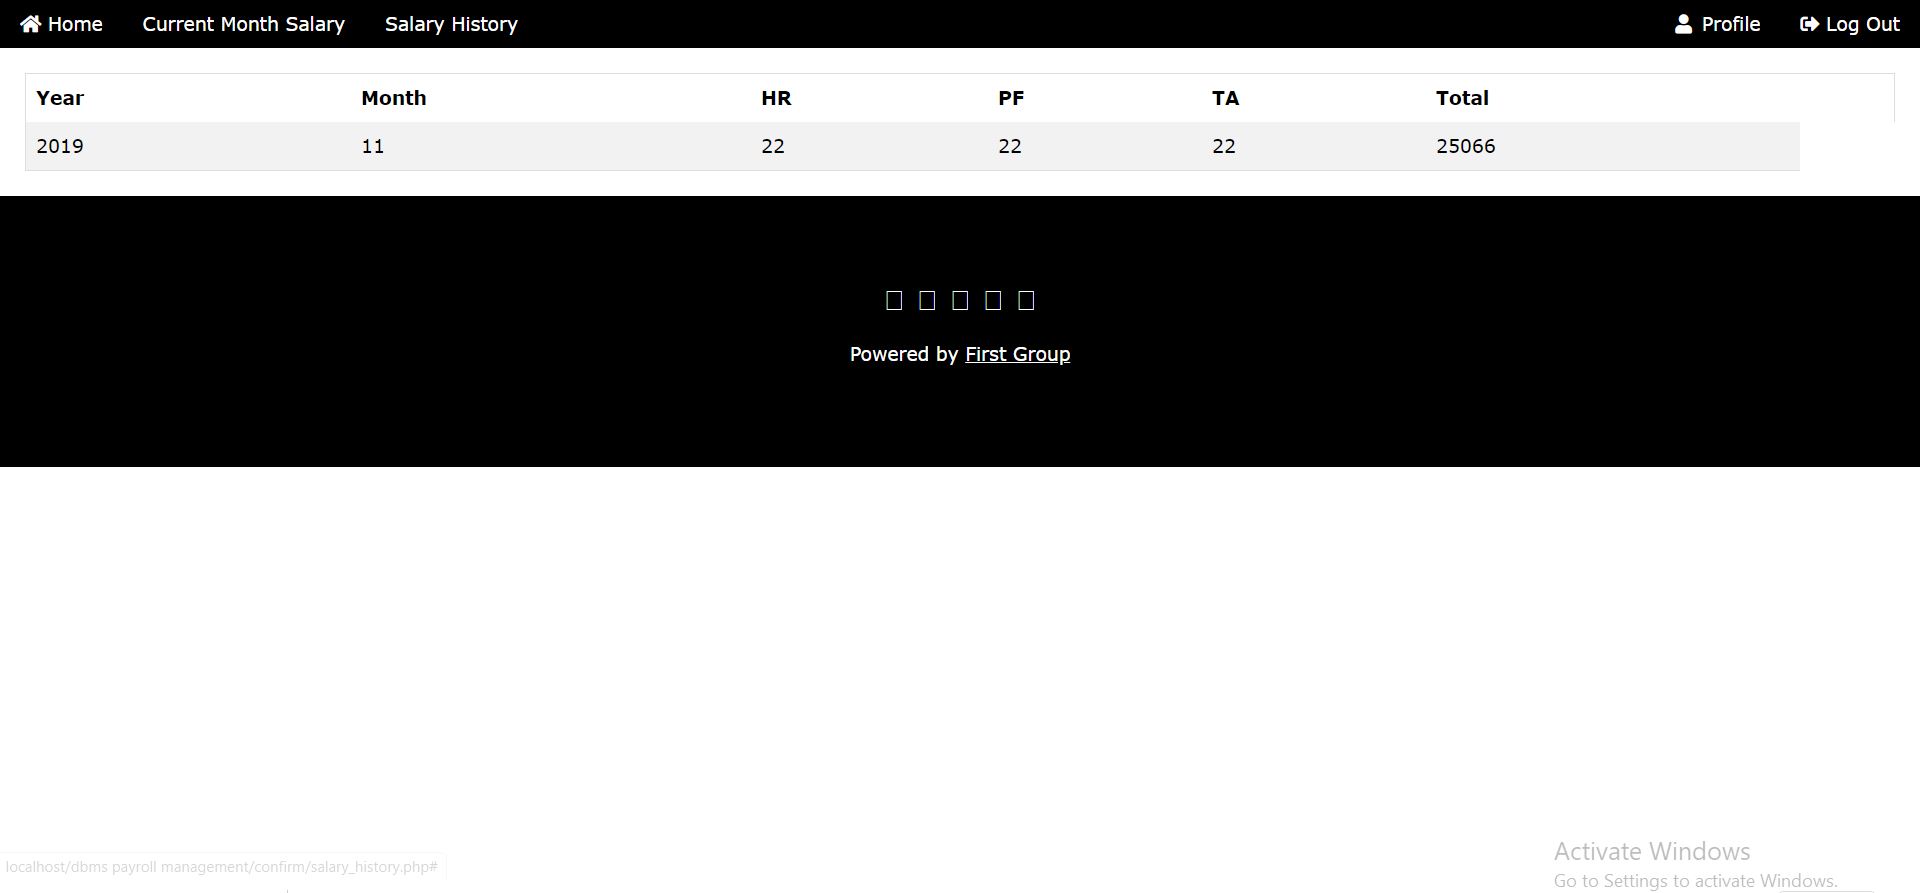 Home Current Month Salary Salary History Profile Log Out
Year Month HR PF TA Total
2019 11 22 22 22 25066
Powered by First Group
Activate Windows
localhost/dbms payroll management/confirm/salary_history.php#
Go to Settings to activate Windows.